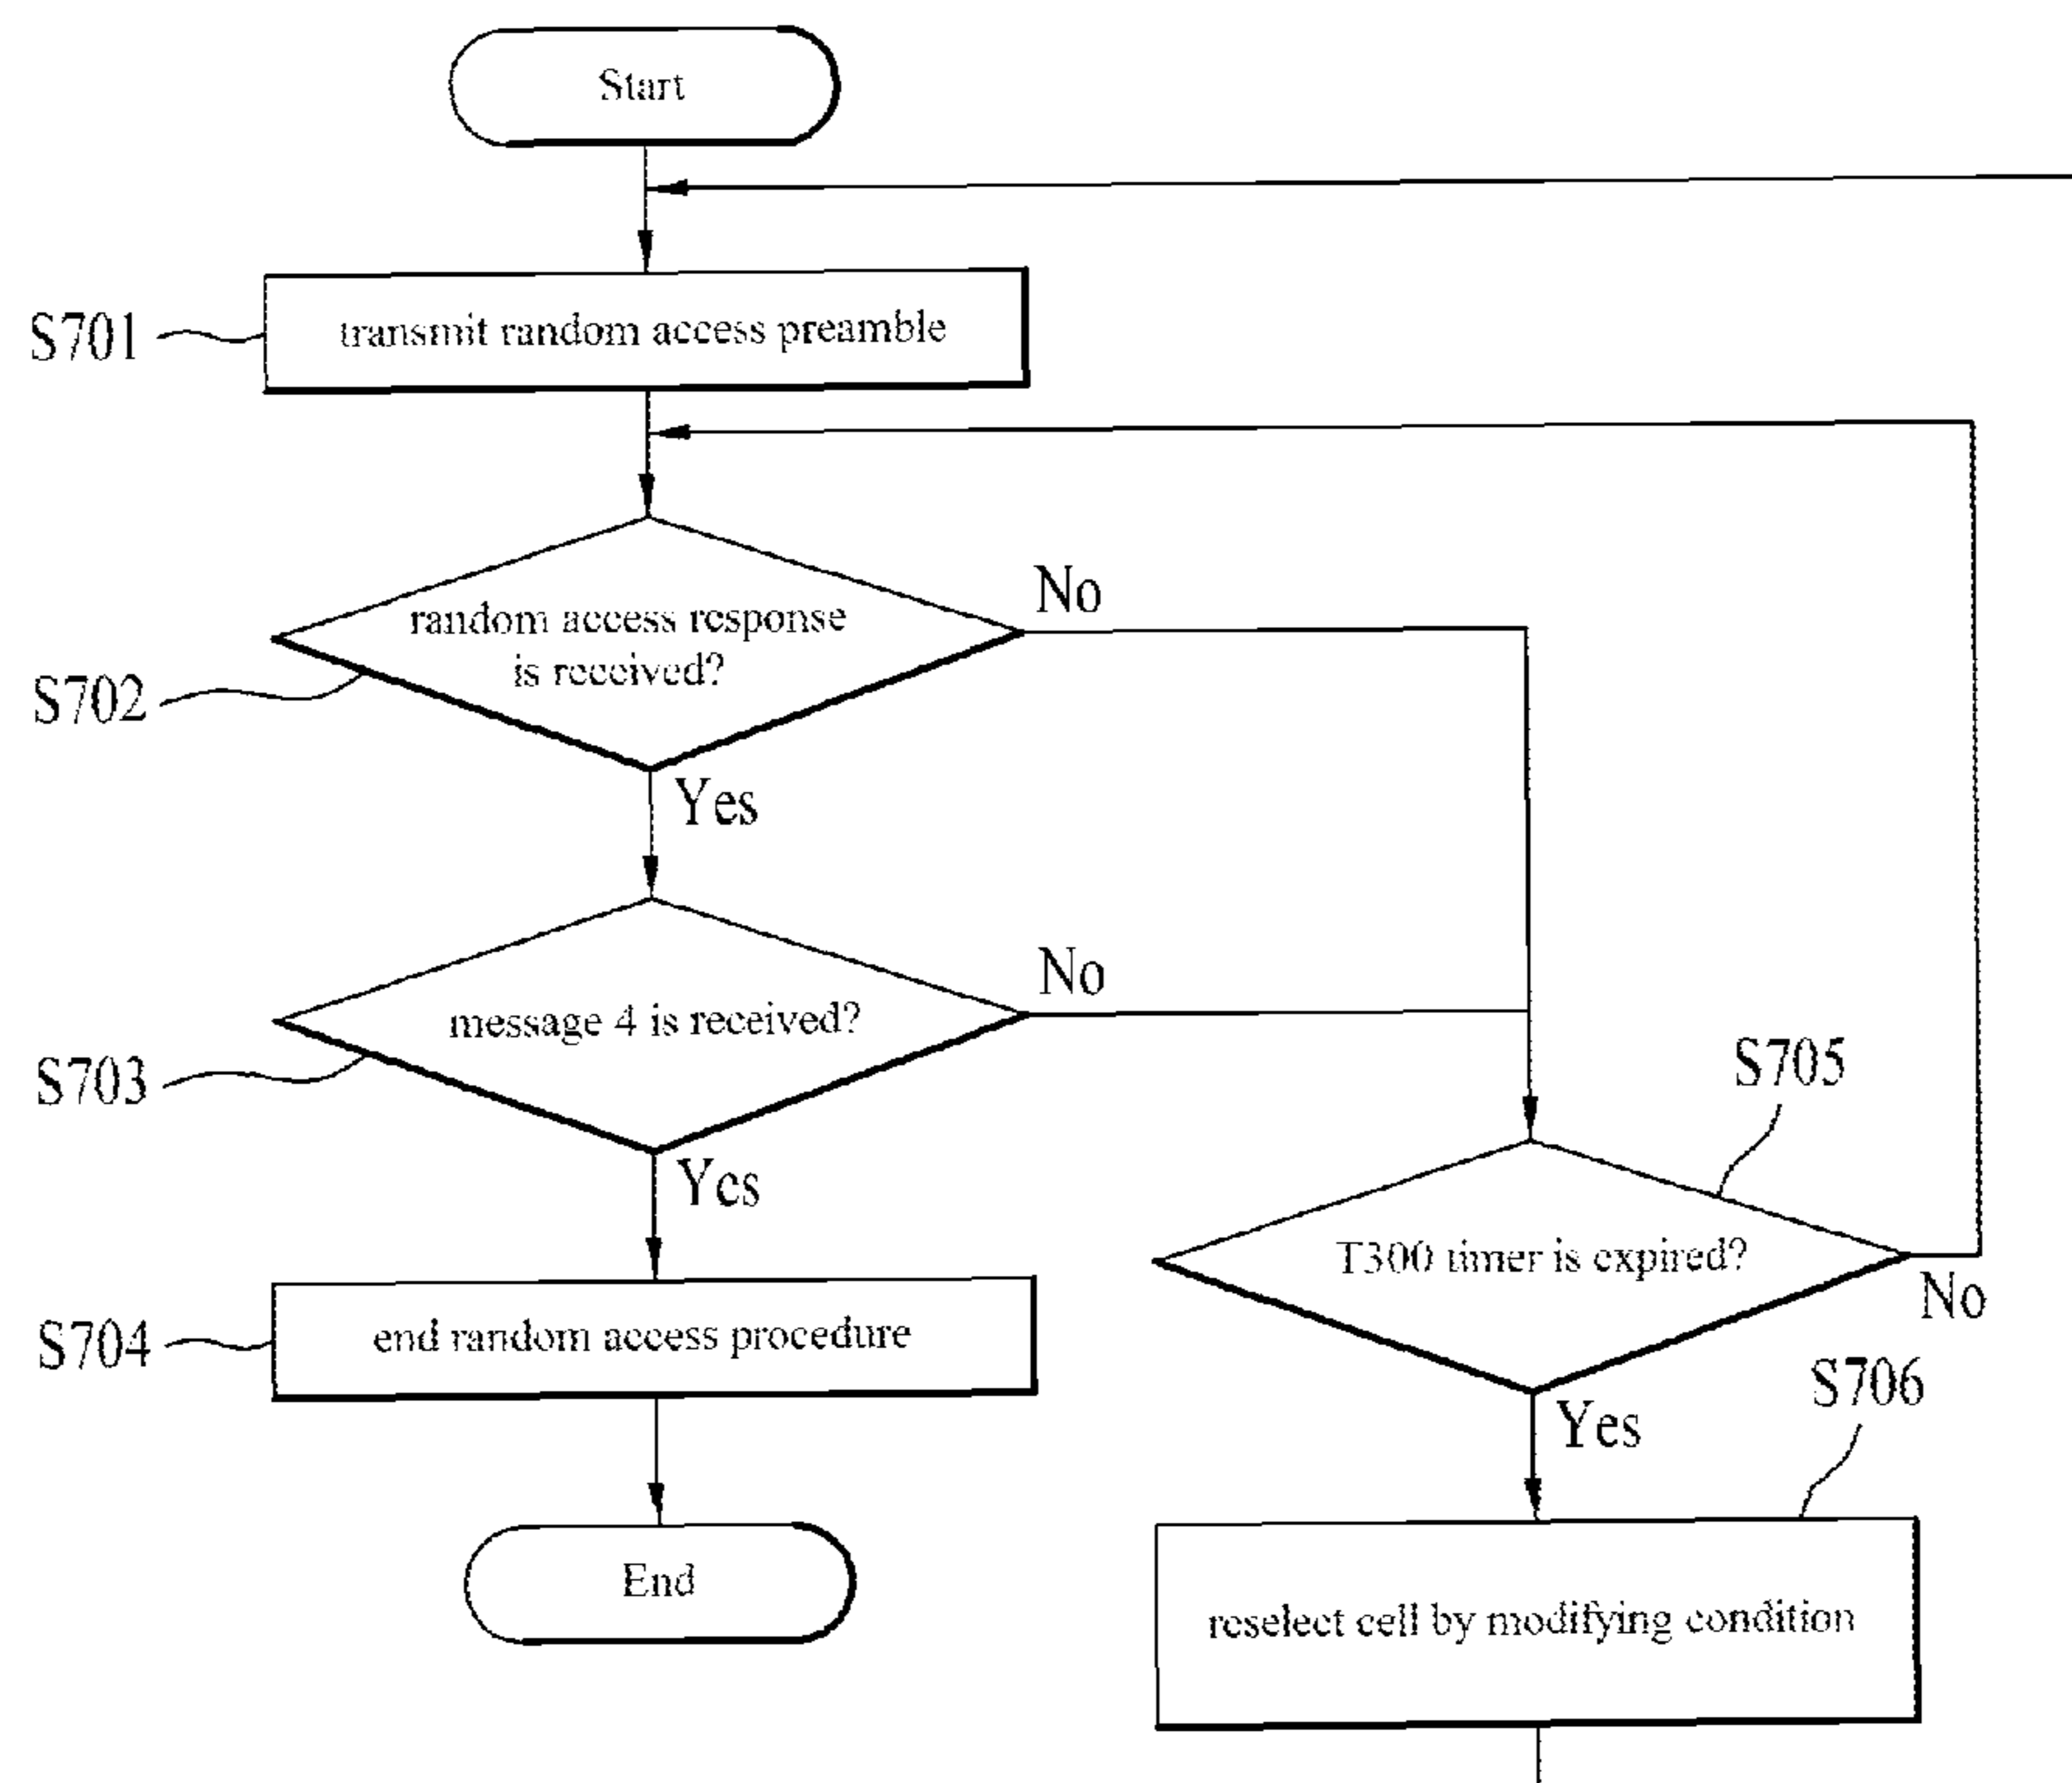 Start
S701
transmit random access preamble
random access response
is received?
No
S702
Yes
message 4 is received?
No
S703
Yes
S705
T300 timer is expired?
No
S704
end random access procedure
Yes
S706
End
reselect cell by modifying condition